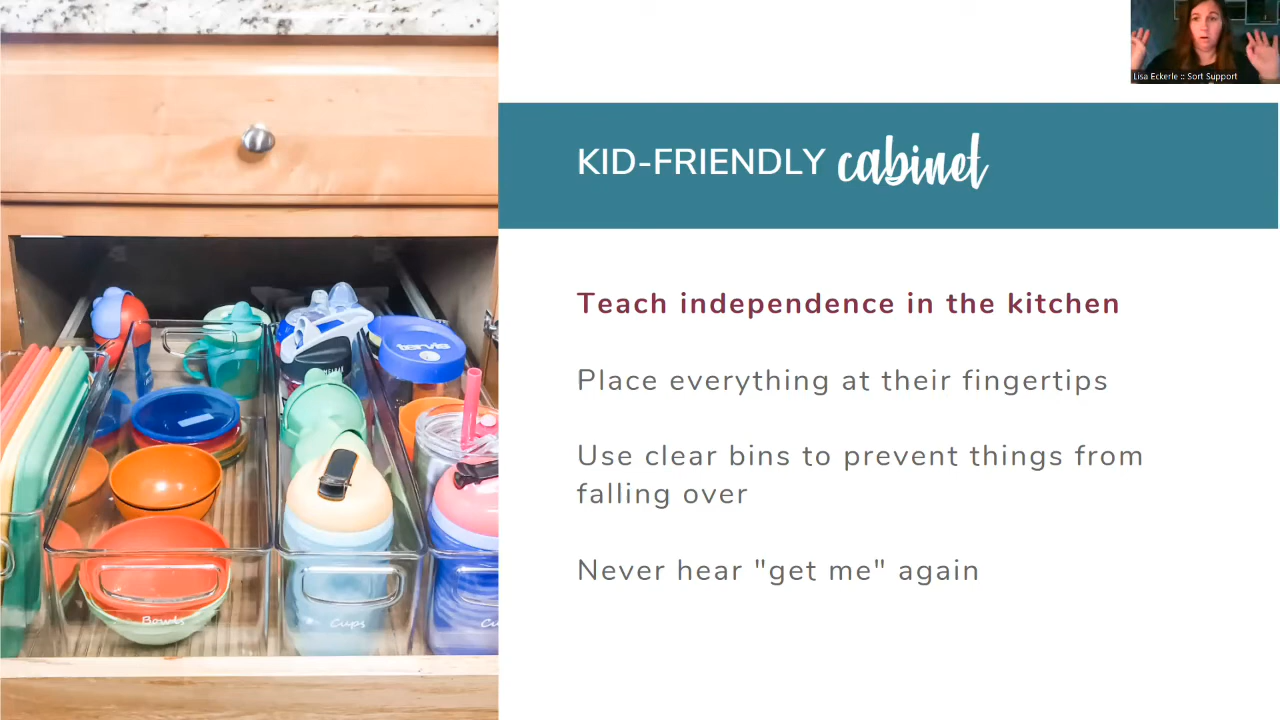 Lisa Eckerle :: Sort Support
KID-FRIENDLY cabinet
Teach independence in the kitchen
Place everything at their fingertips
Use clear bins to prevent things from
falling over
Never hear "get me" again
tervis
Bowls
Cups
Cu